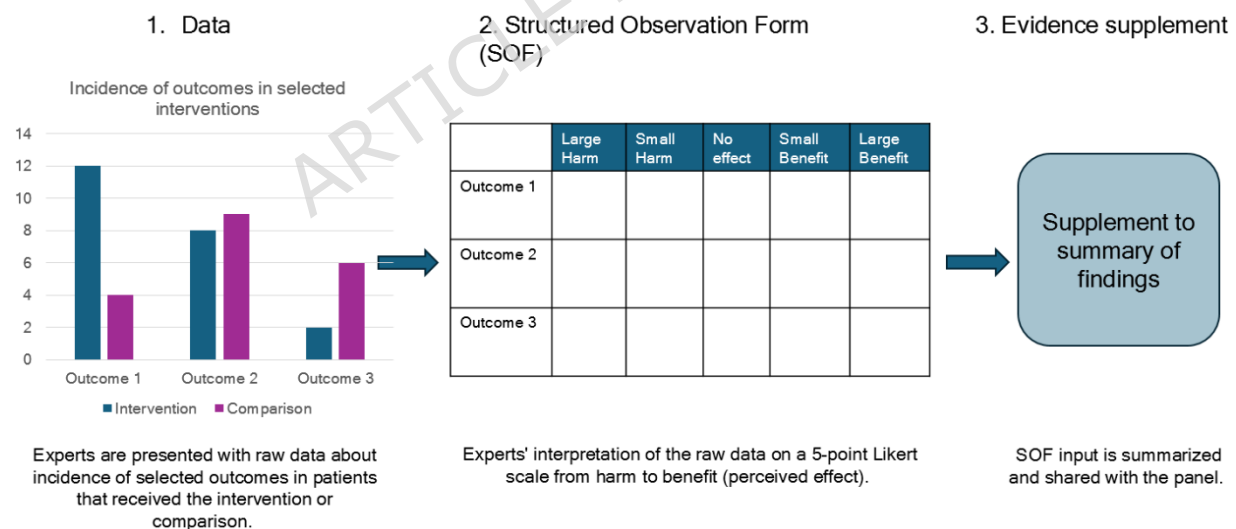 1. Data
Incidence of outcomes in selected
interventions
14
12
10
8
6
4
2
0
Outcome 1 Outcome 2 Outcome 3
Intervention Comparison
Experts are presented with raw data about
incidence of selected outcomes in patients
that received the intervention or
comparison.
2. Structured Observation Form
(SOF)
Large
Harm
Small
Harm
No
effect
Small
Benefit
Large
Benefit
Outcome 1
Outcome 2
Outcome 3
Experts' interpretation of the raw data on a 5-point Likert
scale from harm to benefit (perceived effect).
3. Evidence supplement
Supplement to
summary of
findings
SOF input is summarized
and shared with the panel.
ARTICLE